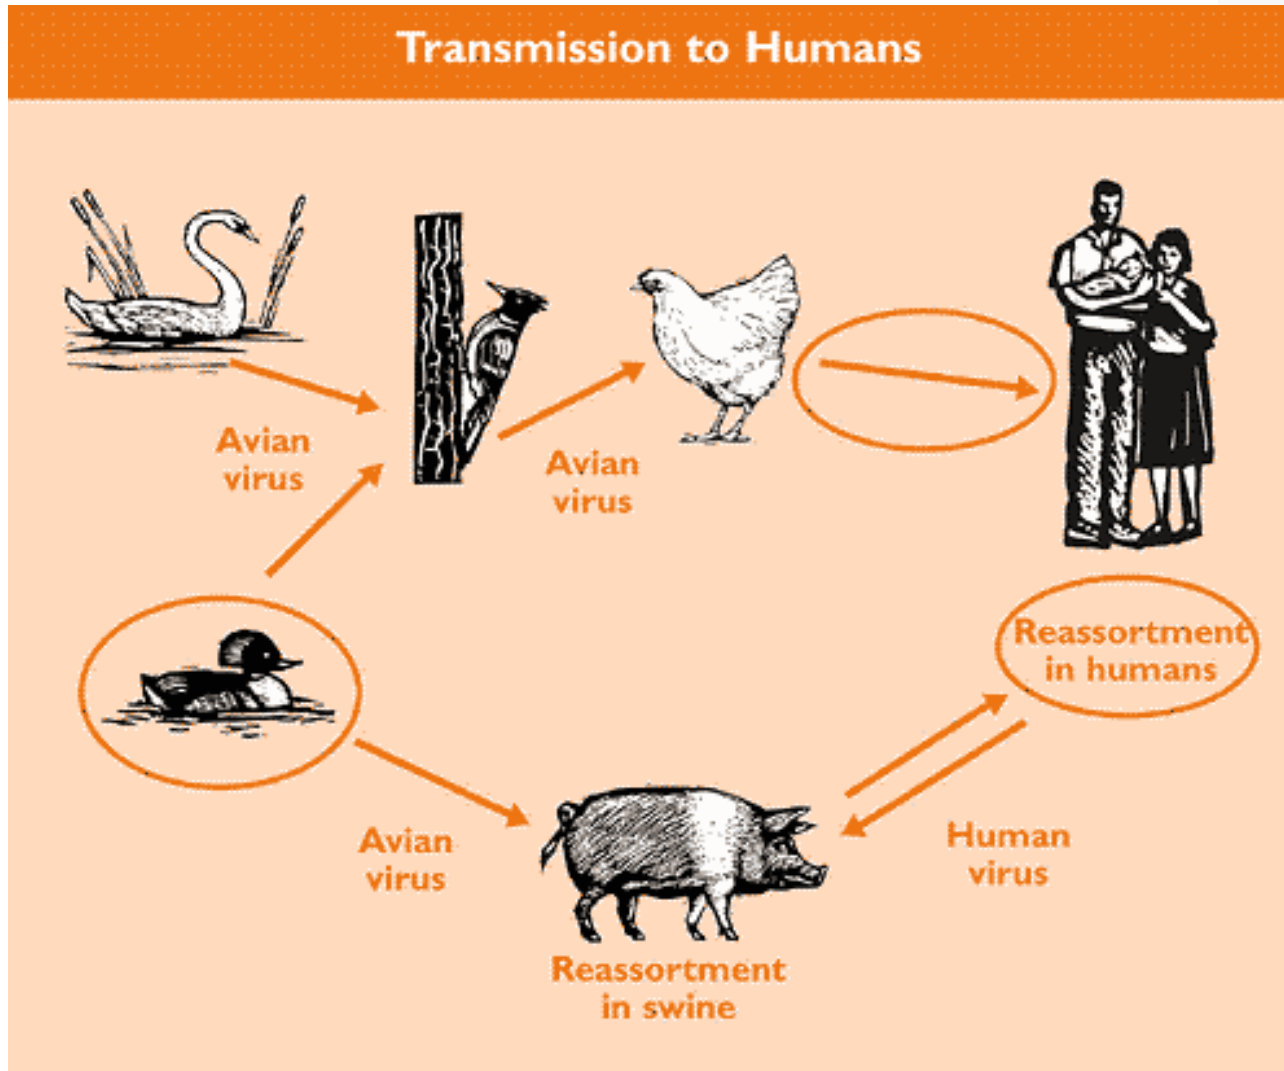 Transmission to Humans
Avian
virus
Avian
virus
Reassortment
in humans
Avian
virus
Human
virus
Reassortment
in swine